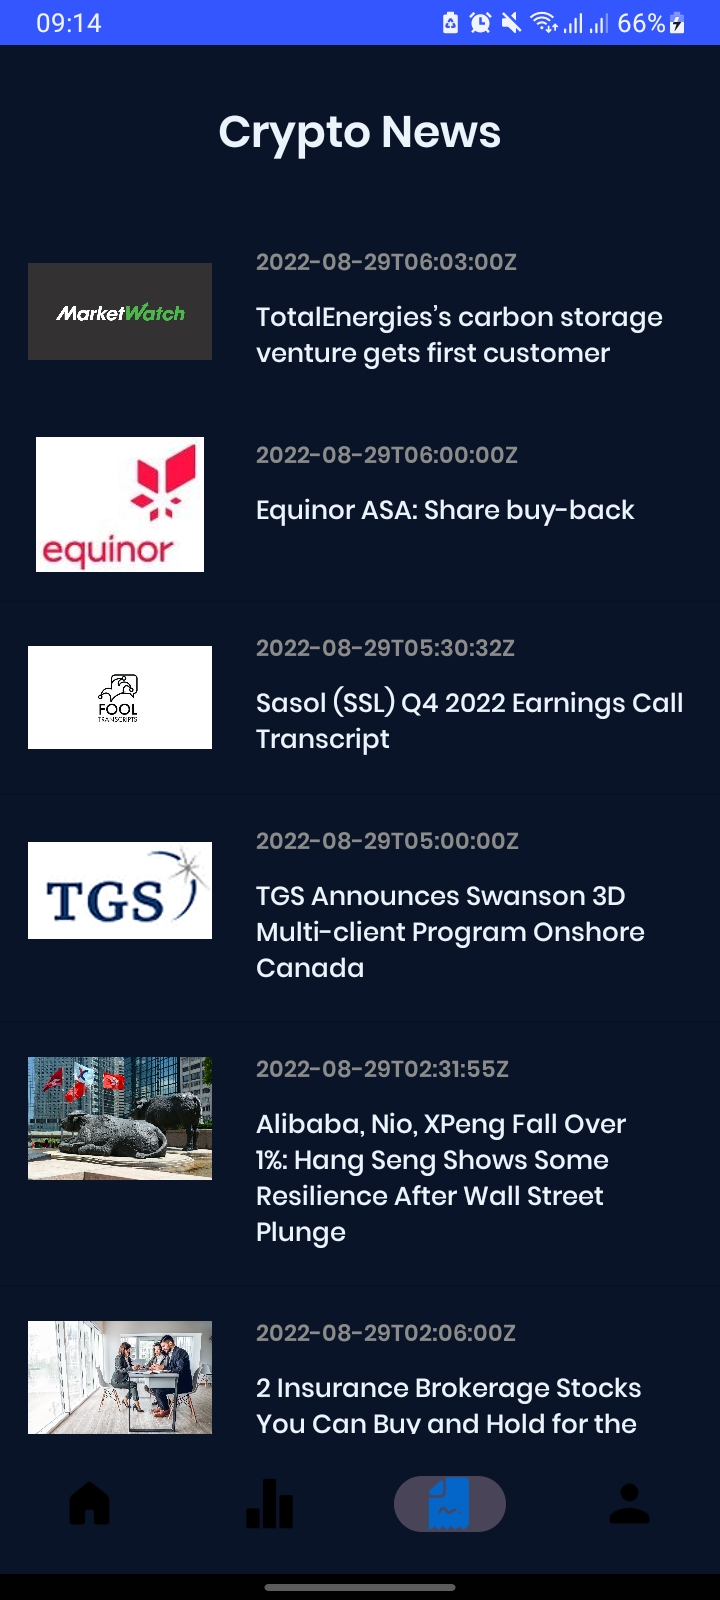 09:14
66%
Crypto News
2022-08-29T06:03:00Z
MarketWatch
TotalEnergies's carbon storage
venture gets first customer
2022-08-29T06:00:00Z
equinor
Equinor ASA: Share buy-back
2022-08-29T05:30:32Z
FOOL
TRANSCRIPTS
Sasol (SSL) Q4 2022 Earnings Call
Transcript
2022-08-29T05:00:00Z
TGS
TGS Announces Swanson 3D
Multi-client Program Onshore
Canada
2022-08-29T02:31:55Z
Alibaba, Nio, XPeng Fall Over
1%: Hang Seng Shows Some
Resilience After Wall Street
Plunge
2022-08-29T02:06:00Z
2 Insurance Brokerage Stocks
You Can Buy and Hold for the